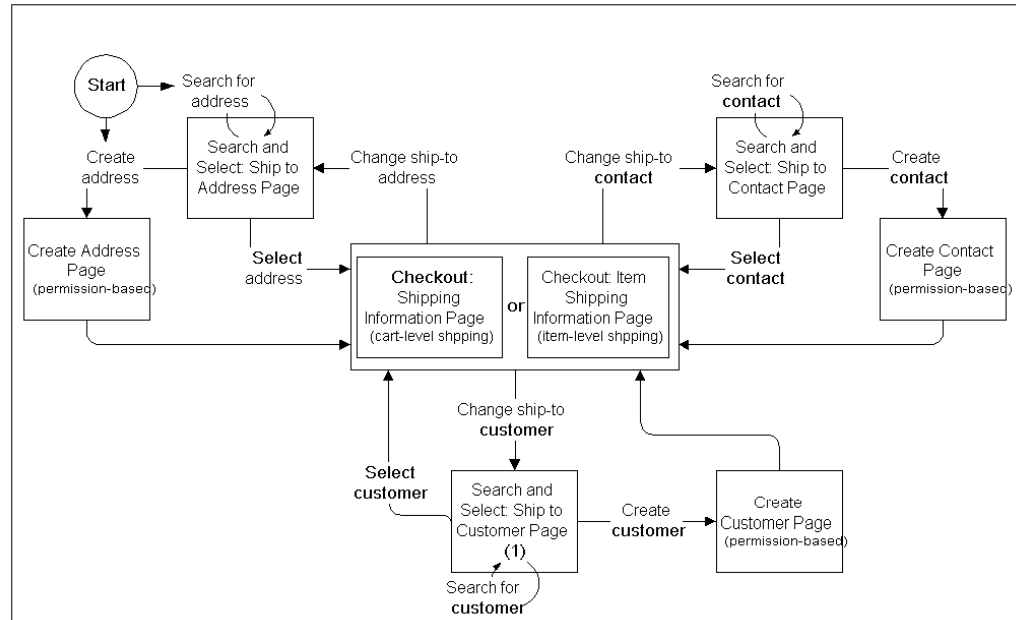 Start
Search for
address
Search and
Select: Ship to
Address Page
Create
address
Create Address
Page
(permission-based)
Change ship-to
address
Select
address
Search for
contact
Search and
Select: Ship to
Contact Page
Change ship-to
contact
Create
contact
Create Contact
Page
(permission-based)
Select
contact
Checkout:
Shipping
Information Page
(cart-level shpping)
or
Checkout: Item
Shipping
Information Page
(item-level shpping)
Change ship-to
customer
Select
customer
Search and
Select: Ship to
Customer Page
(1)
Search for
customer
Create
customer
Create
Customer Page
(permission-based)